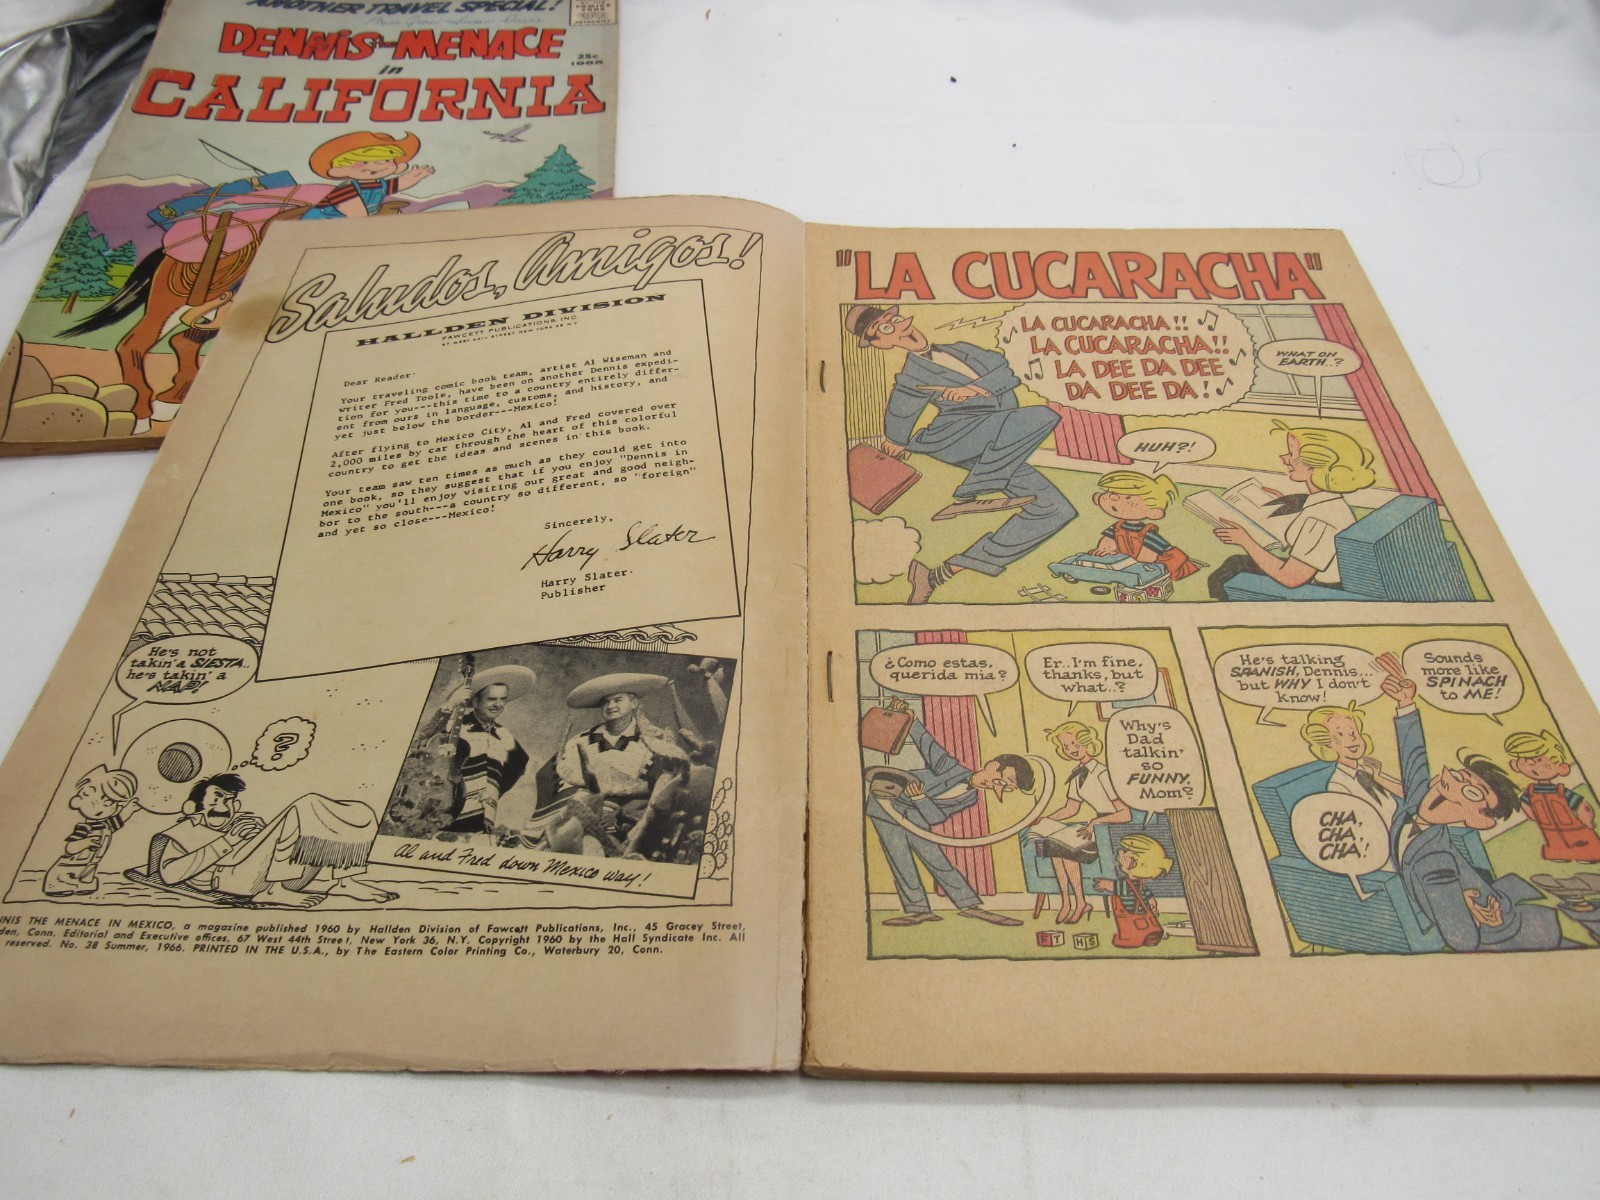 ANOTHER TRAVEL SPECIAL!
DENNIS THE MENACE
25¢
in
CALIFORNIA
Saludos, Amigos!
HALLDEN DIVISION
FAWCETT PUBLICATIONS, INC.
Dear Reader:
Your traveling comic book team, artist Al Wiseman and
writer Fred Toole, have been on another Dennis expedi-
tion for you---this time to a country entirely differ-
ent from ours in language, customs, and history, and
yet just below the border---Mexico!
After flying to Mexico City, Al and Fred covered over
2,000 miles by car through the heart of this colorful
country to get the ideas and scenes in this book.
Your team saw ten times as much as they could get into
one book, so they suggest that if you enjoy "Dennis in
Mexico" you'll enjoy visiting our great and good neigh-
bor to the south---a country so different, so "foreign"
and yet so close---Mexico!
Sincerely,
Harry Slater
Harry Slater
Publisher
He's not
takin' a SIESTA..
he's takin' a
NAP!
?
Al and Fred down Mexico way!
NNIS THE MENACE IN MEXICO, a magazine published 1960 by Hallden Division of Fawcett Publications, Inc., 45 Gracey Street,
den, Conn. Editorial and Executive offices, 67 West 44th Street, New York 36, N.Y. Copyright 1960 by the Hall Syndicate Inc. All
reserved. No. 38 Summer, 1966. PRINTED IN THE U.S.A., by The Eastern Color Printing Co., Waterbury 20, Conn.
"LA CUCARACHA"
LA CUCARACHA!!
LA CUCARACHA!!
LA DEE DA DEE
DA DEE DA!
WHAT ON
EARTH..?
HUH?!
¿Como estas,
querida mia?
Er..I'm fine,
thanks, but
what..?
Why's
Dad
talkin'
so
FUNNY,
Mom?
F T H S
He's talking
SPANISH, Dennis...
but WHY I don't
know!
Sounds
more like
SPINACH
to ME!
CHA,
CHA,
CHA!